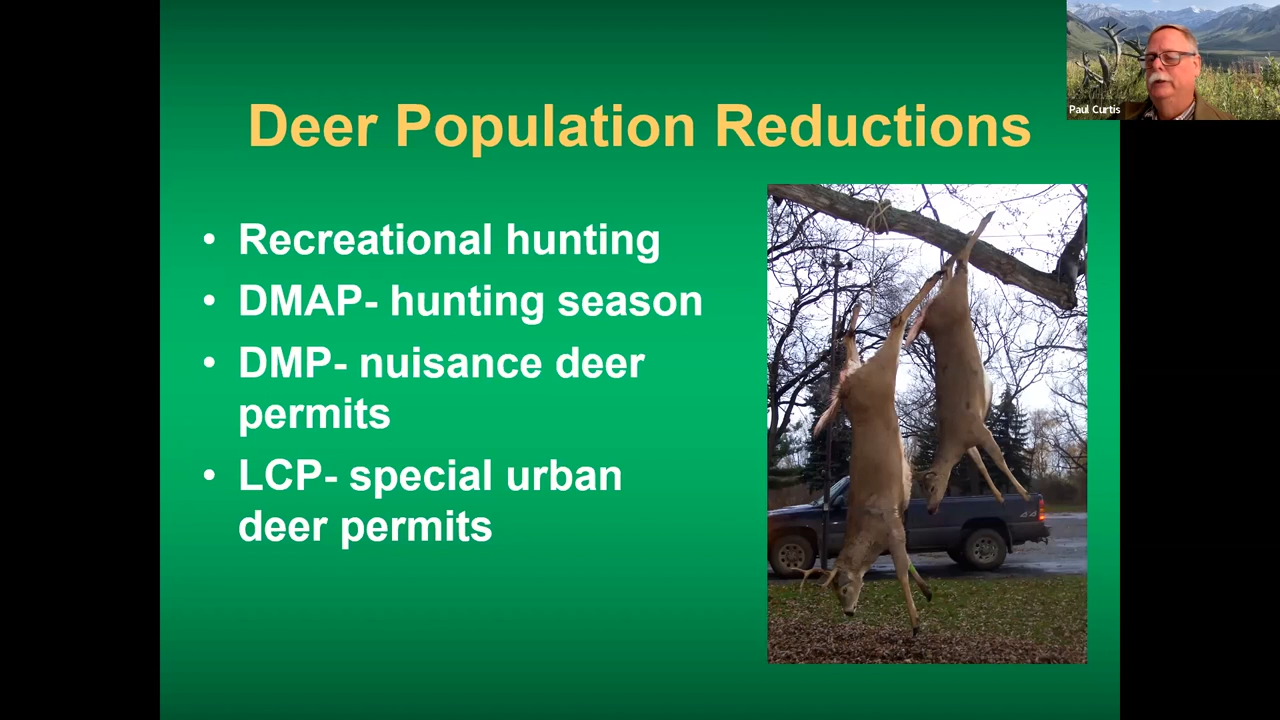 Deer Population Reductions
• Recreational hunting
• DMAP- hunting season
• DMP- nuisance deer
permits
• LCP- special urban
deer permits
Paul Curtis
4x4